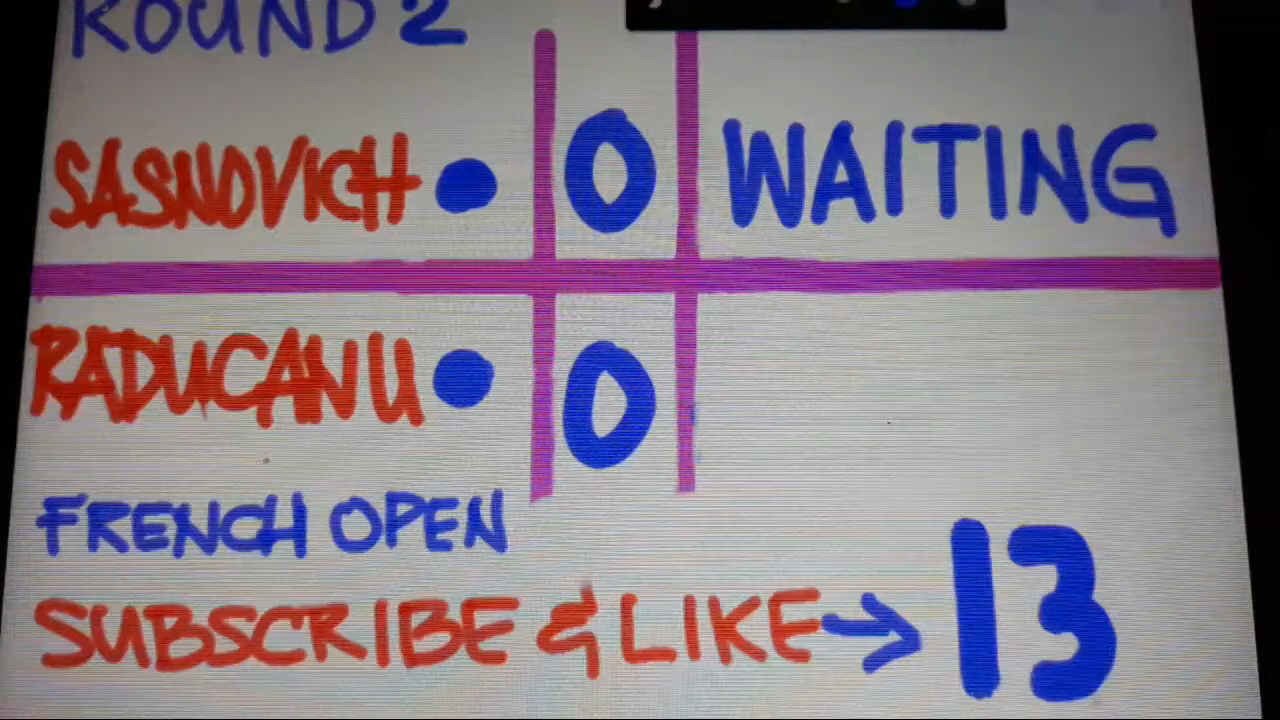 ROUND 2
SASNOVICH • 0 WAITING
RADUCANU • 0
FRENCH OPEN
SUBSCRIBE & LIKE → 13